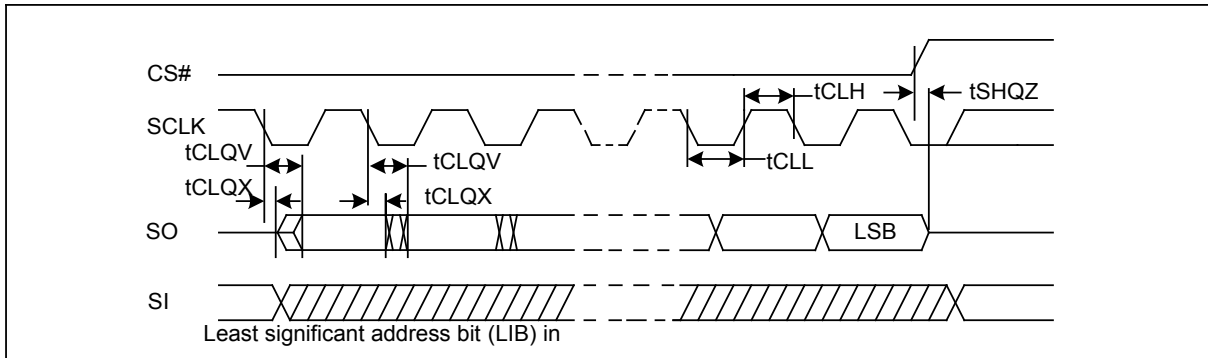 CS#
tCLH
tSHQZ
SCLK
tCLQV
tCLQV
tCLL
tCLQX
tCLQX
SO
LSB
SI
Least significant address bit (LIB) in